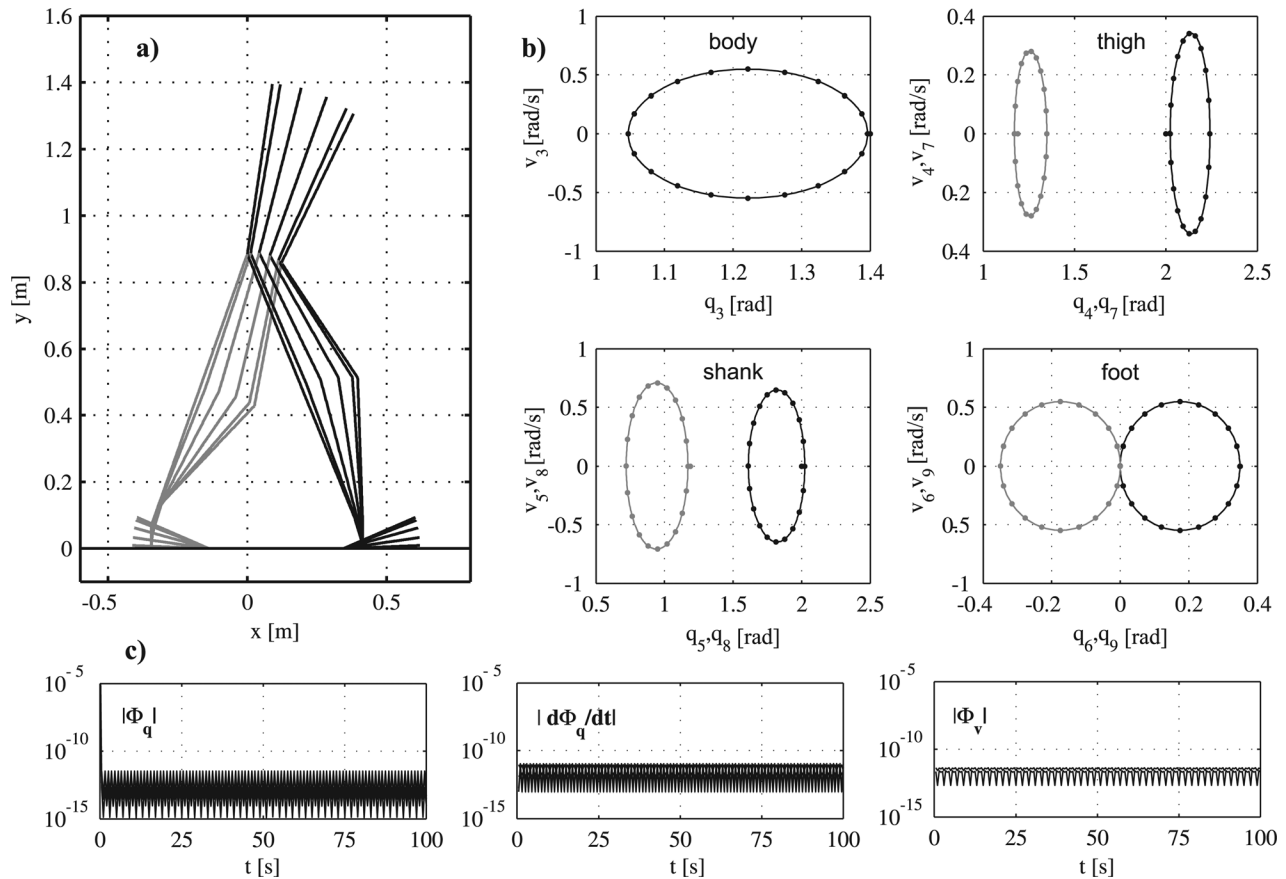 a)
1.6
1.4
1.2
1
0.8
0.6
0.4
0.2
0
y [m]
-0.5 0 0.5
x [m]
b)
body
1
0.5
0
-0.5
-1
v3 [rad/s]
1 1.1 1.2 1.3 1.4
q3 [rad]
thigh
0.4
0.2
0
0.2
0.4
v4,v7 [rad/s]
1 1.5 2 2.5
q4,q7 [rad]
shank
1
0.5
0
-0.5
-1
v5,v8 [rad/s]
0.5 1 1.5 2 2.5
q5,q8 [rad]
foot
1
0.5
0
-0.5
-1
v6,v9 [rad/s]
-0.4 -0.2 0 0.2 0.4
q6,q9 [rad]
c)
10-5
10-10
10-15
|Φq|
0 25 50 75 100
t [s]
10-5
10-10
10-15
| dΦq/dt|
0 25 50 75 100
t [s]
10-5
10-10
10-15
|Φv|
0 25 50 75 100
t [s]